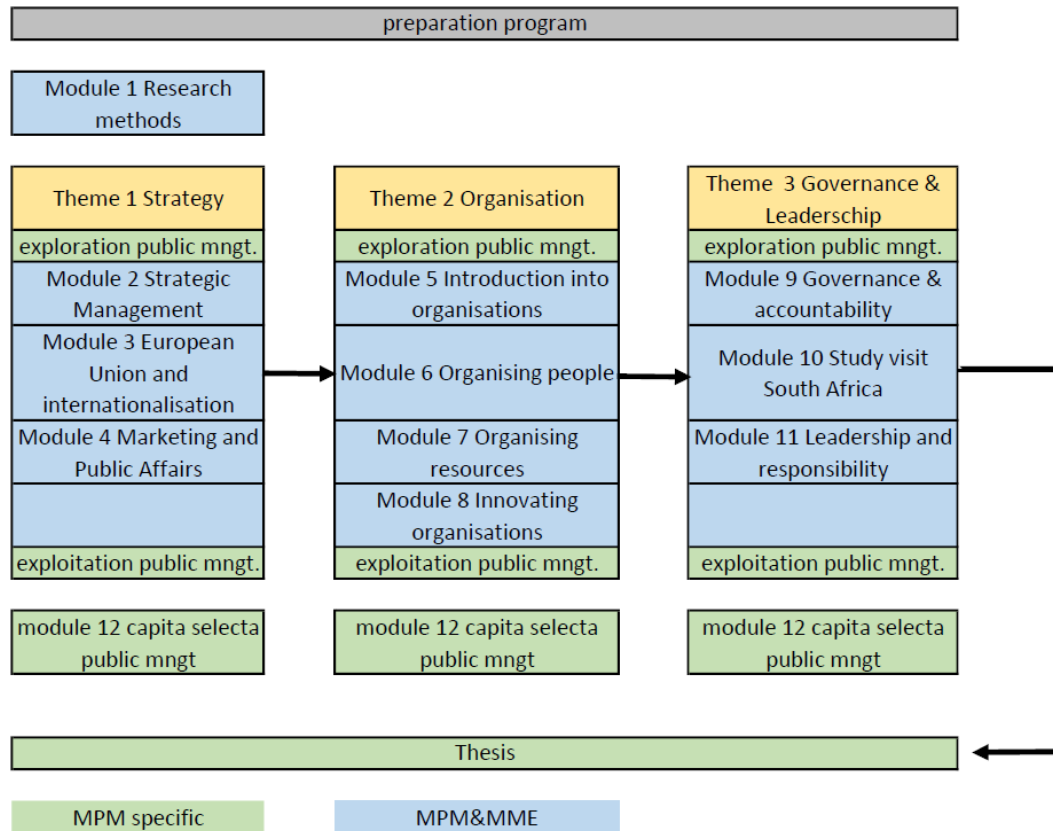 preparation program
Module 1 Research
methods
Theme 1 Strategy
exploration public mngt.
Module 2 Strategic
Management
Module 3 European
Union and
internationalisation
Module 4 Marketing and
Public Affairs
exploitation public mngt.
module 12 capita selecta
public mngt
Theme 2 Organisation
exploration public mngt.
Module 5 Introduction into
organisations
Module 6 Organising people
Module 7 Organising
resources
Module 8 Innovating
organisations
exploitation public mngt.
module 12 capita selecta
public mngt
Theme  3 Governance &
Leaderschip
exploration public mngt.
Module 9 Governance &
accountability
Module 10 Study visit
South Africa
Module 11 Leadership and
responsibility
exploitation public mngt.
module 12 capita selecta
public mngt
Thesis
MPM specific
MPM&MME